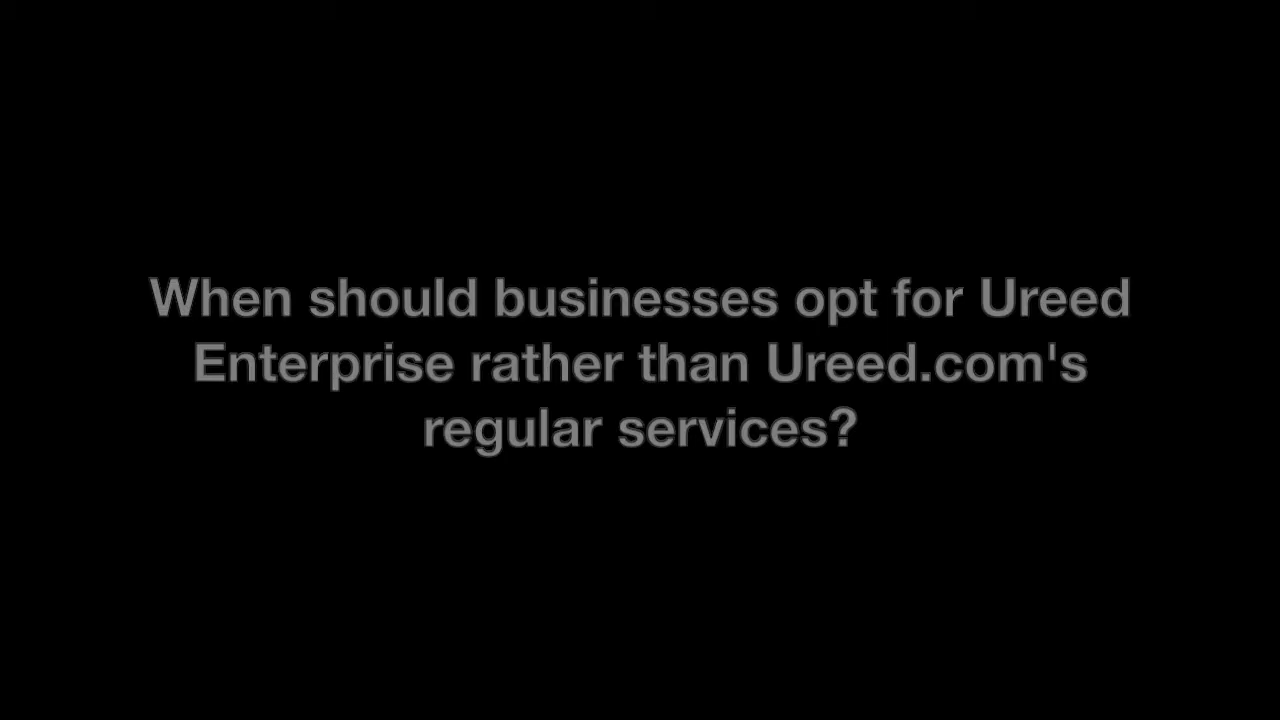 When should businesses opt for Ureed
Enterprise rather than Ureed.com's
regular services?